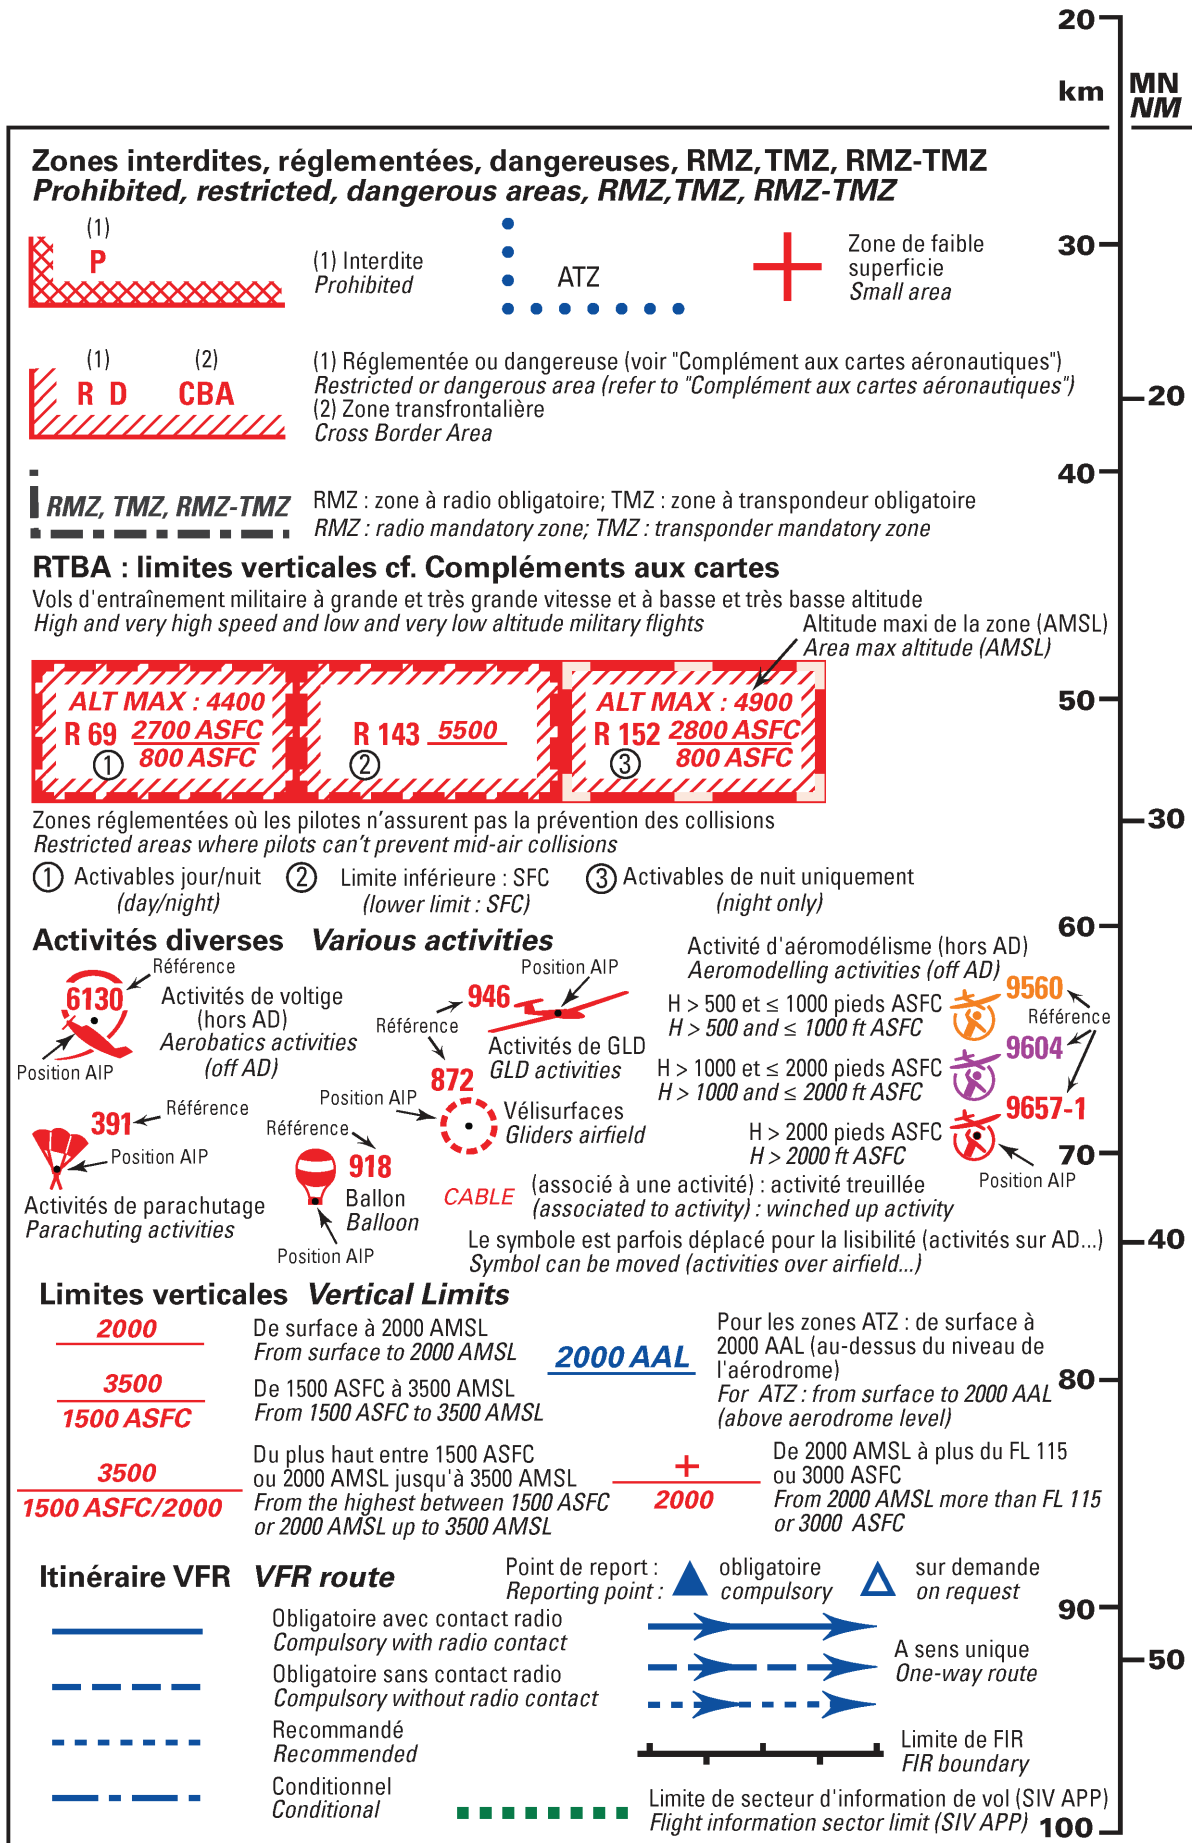 20
km
MN
NM
Zones interdites, réglementées, dangereuses, RMZ, TMZ, RMZ-TMZ
Prohibited, restricted, dangerous areas, RMZ, TMZ, RMZ-TMZ
(1)
P
(1) Interdite
Prohibited
ATZ
Zone de faible
superficie
Small area
30
(1)
(2)
R D
CBA
(1) Réglementée ou dangereuse (voir "Complément aux cartes aéronautiques")
Restricted or dangerous area (refer to "Complément aux cartes aéronautiques")
(2) Zone transfrontalière
Cross Border Area
20
40
RMZ, TMZ, RMZ-TMZ
RMZ : zone à radio obligatoire; TMZ : zone à transpondeur obligatoire
RMZ : radio mandatory zone; TMZ : transponder mandatory zone
RTBA : limites verticales cf. Compléments aux cartes
Vols d'entraînement militaire à grande et très grande vitesse et à basse et très basse altitude
High and very high speed and low and very low altitude military flights
Altitude maxi de la zone (AMSL)
Area max altitude (AMSL)
ALT MAX : 4400
R 69
2700 ASFC
800 ASFC
1
R 143
5500
2
ALT MAX : 4900
R 152
2800 ASFC
800 ASFC
3
50
Zones réglementées où les pilotes n'assurent pas la prévention des collisions
Restricted areas where pilots can't prevent mid-air collisions
30
1 Activables jour/nuit
(day/night)
2 Limite inférieure : SFC
(lower limit : SFC)
3 Activables de nuit uniquement
(night only)
60
Activités diverses Various activities
Référence
6130
Position AIP
Activités de voltige
(hors AD)
Aerobatics activities
(off AD)
Position AIP
946
Référence
Activités de GLD
GLD activities
872
Position AIP
Vélisurfaces
Gliders airfield
Activité d'aéromodélisme (hors AD)
Aeromodelling activities (off AD)
H > 500 et ≤ 1000 pieds ASFC
H > 500 and ≤ 1000 ft ASFC
9560
Référence
H > 1000 et ≤ 2000 pieds ASFC
H > 1000 and ≤ 2000 ft ASFC
9604
H > 2000 pieds ASFC
H > 2000 ft ASFC
9657-1
Position AIP
70
391
Référence
Position AIP
Activités de parachutage
Parachuting activities
Référence
918
Ballon
Balloon
Position AIP
CABLE
(associé à une activité) : activité treuillée
(associated to activity) : winched up activity
Le symbole est parfois déplacé pour la lisibilité (activités sur AD...)
Symbol can be moved (activities over airfield...)
40
Limites verticales Vertical Limits
2000
De surface à 2000 AMSL
From surface to 2000 AMSL
3500
1500 ASFC
De 1500 ASFC à 3500 AMSL
From 1500 ASFC to 3500 AMSL
2000 AAL
Pour les zones ATZ : de surface à
2000 AAL (au-dessus du niveau de
l'aérodrome)
For ATZ : from surface to 2000 AAL
(above aerodrome level)
80
3500
1500 ASFC/2000
Du plus haut entre 1500 ASFC
ou 2000 AMSL jusqu'à 3500 AMSL
From the highest between 1500 ASFC
or 2000 AMSL up to 3500 AMSL
+
2000
De 2000 AMSL à plus du FL 115
ou 3000 ASFC
From 2000 AMSL more than FL 115
or 3000 ASFC
Itinéraire VFR VFR route
Point de report :
Reporting point :
obligatoire
compulsory
sur demande
on request
90
Obligatoire avec contact radio
Compulsory with radio contact
Obligatoire sans contact radio
Compulsory without radio contact
Recommandé
Recommended
Conditionnel
Conditional
A sens unique
One-way route
50
Limite de FIR
FIR boundary
Limite de secteur d'information de vol (SIV APP)
Flight information sector limit (SIV APP)
100